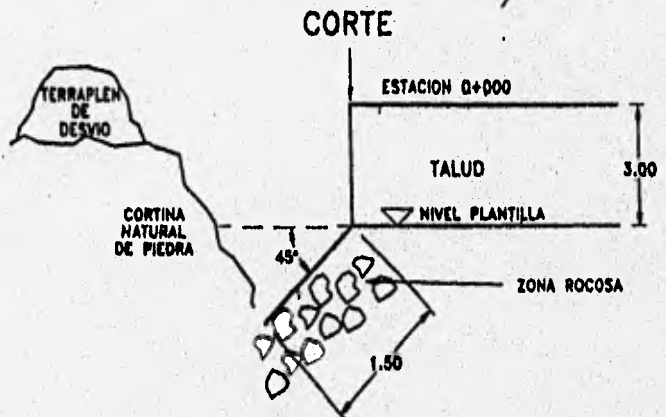 CORTE
ESTACION 0+000
TERRAPLEN
DE
DESVIO
TALUD
3.00
CORTINA
NATURAL
DE PIEDRA
NIVEL PLANTILLA
45°
ZONA ROCOSA
1.50